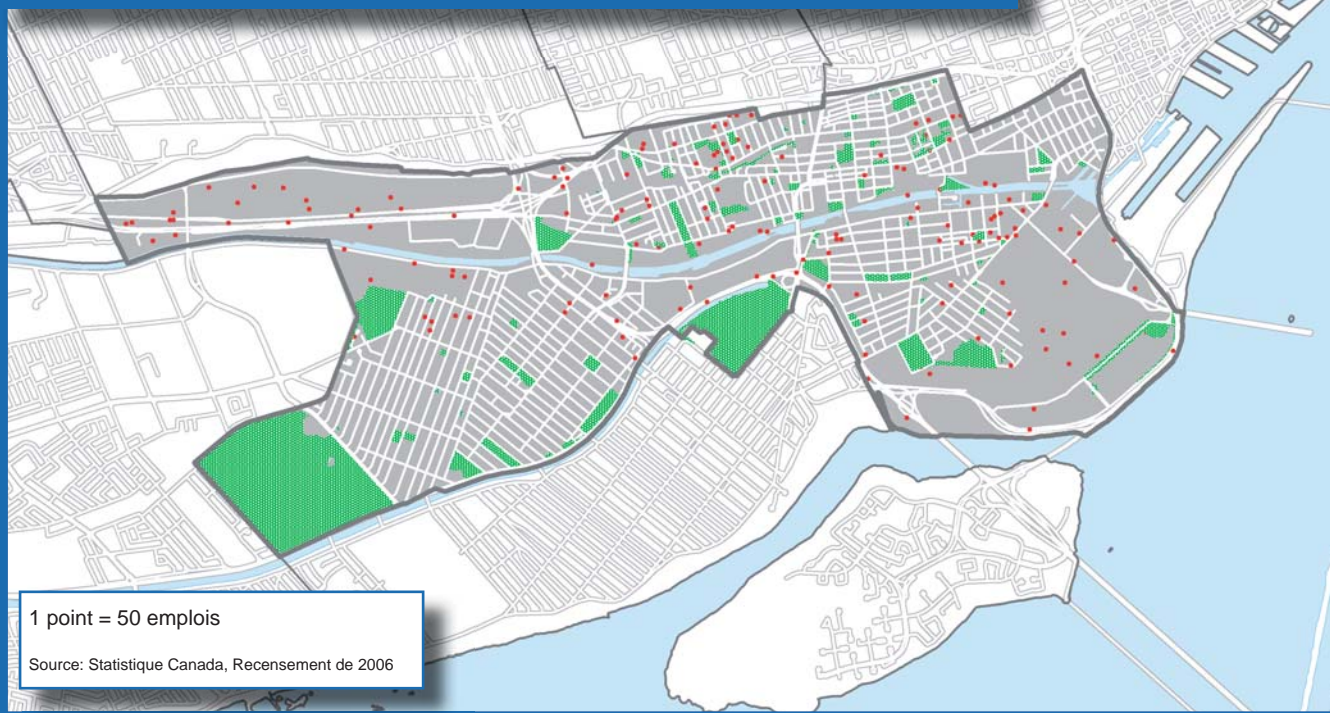 1 point = 50 emplois
Source: Statistique Canada, Recensement de 2006